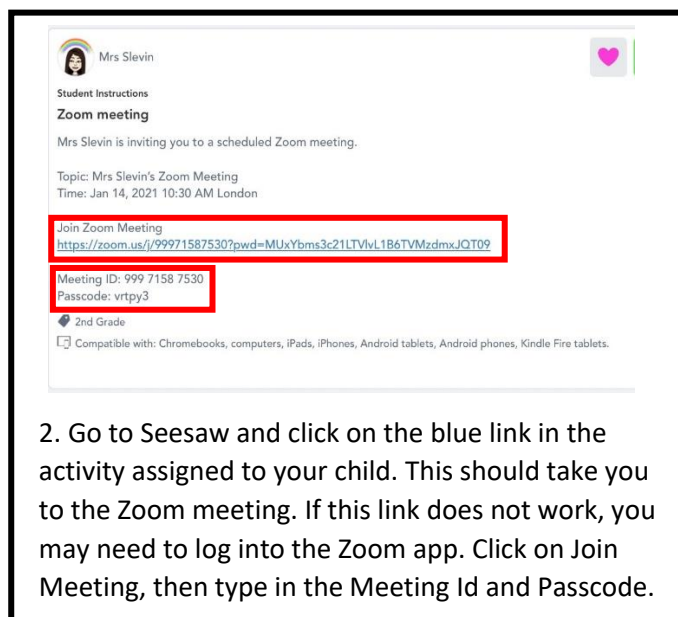 Mrs Slevin
Student Instructions
Zoom meeting
Mrs Slevin is inviting you to a scheduled Zoom meeting.
Topic: Mrs Slevin's Zoom Meeting
Time: Jan 14, 2021 10:30 AM London
Join Zoom Meeting
https://zoom.us/j/99971587530?pwd=MUxYbms3c21LTVlvL1B6TVMzdmxJQT09
Meeting ID: 999 7158 7530
Passcode: vrtpy3
2nd Grade
Compatible with: Chromebooks, computers, iPads, iPhones, Android tablets, Android phones, Kindle Fire tablets.
2. Go to Seesaw and click on the blue link in the
activity assigned to your child. This should take you
to the Zoom meeting. If this link does not work, you
may need to log into the Zoom app. Click on Join
Meeting, then type in the Meeting Id and Passcode.